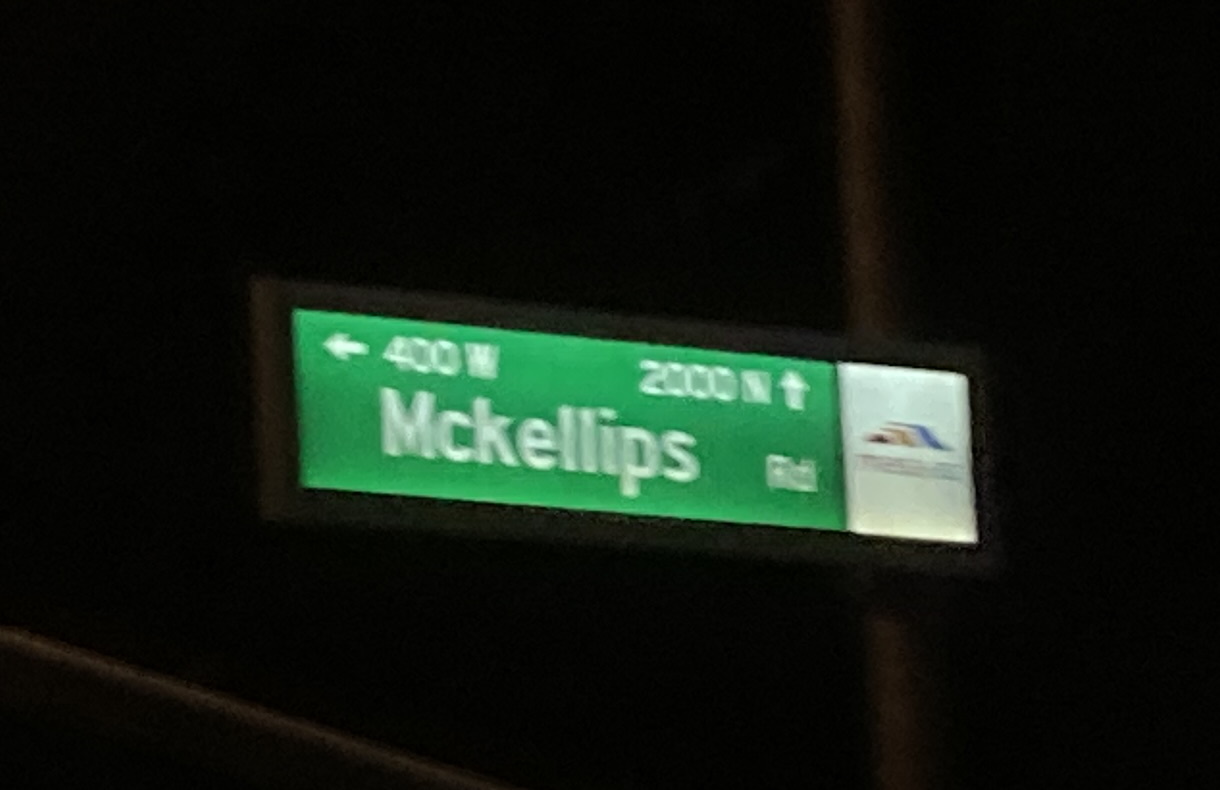 ← 400 W 2000 N ↑
Mckellips Rd